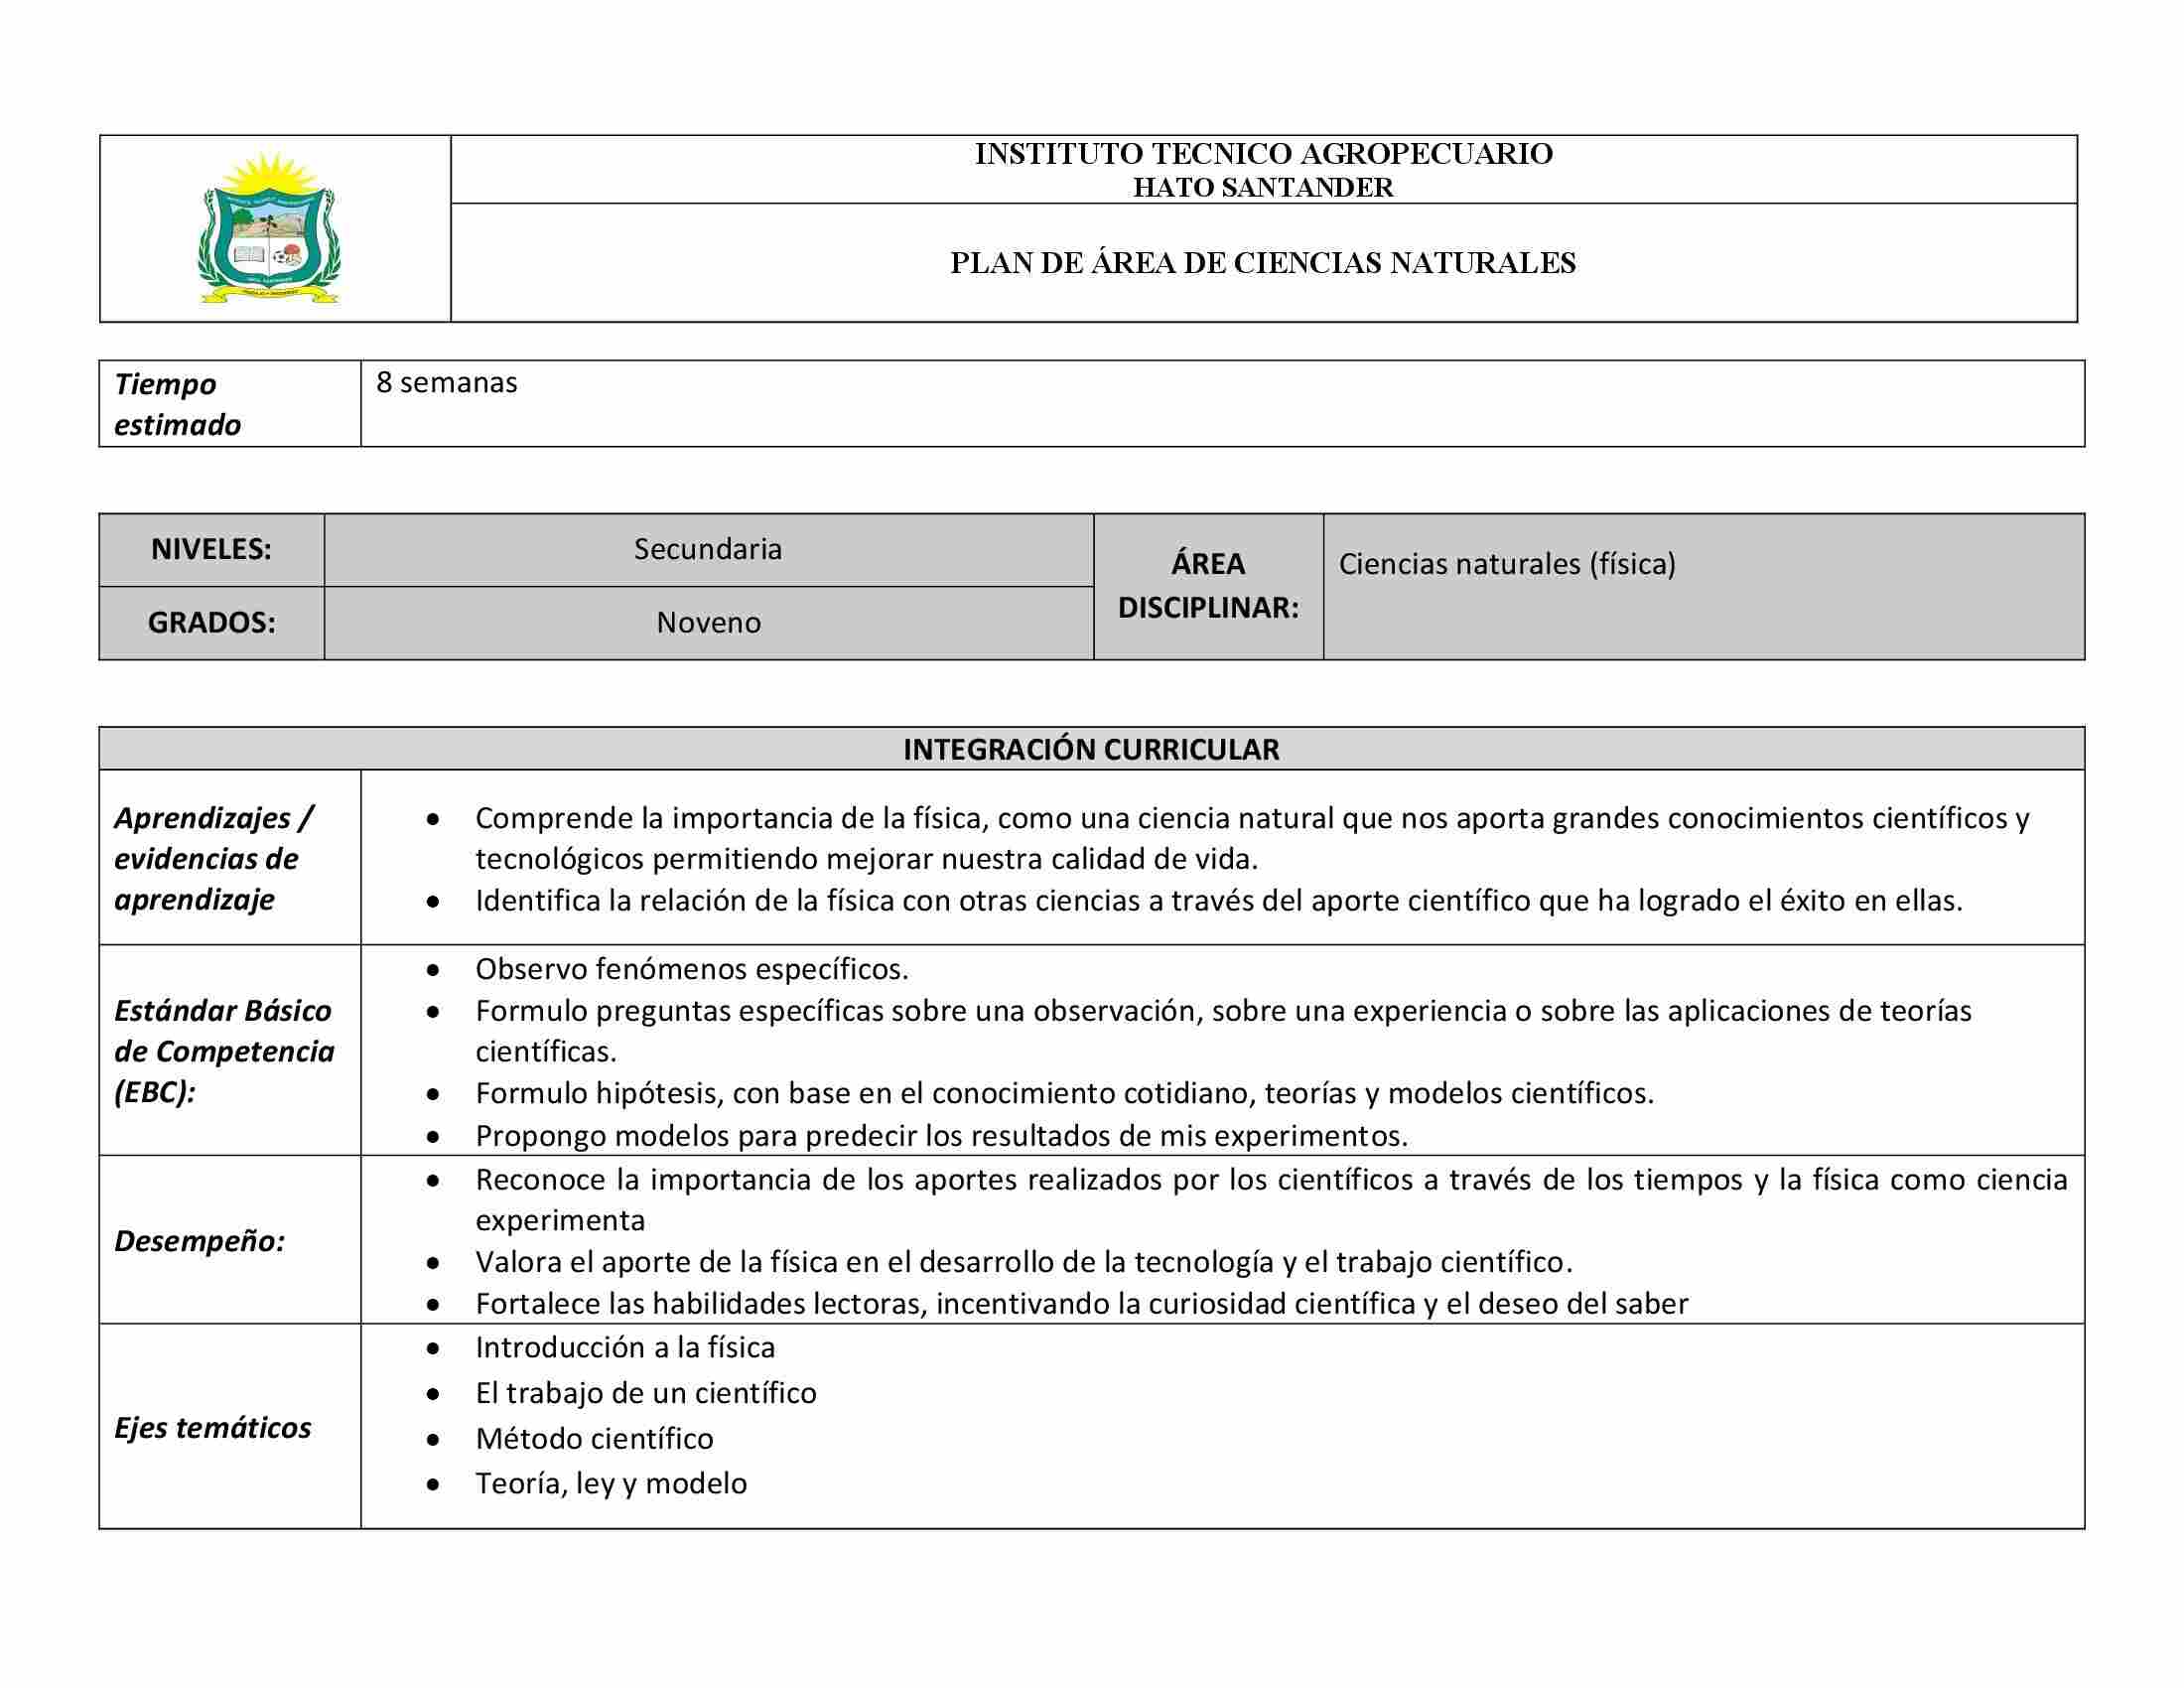 INSTITUTO TECNICO AGROPECUARIO
HATO SANTANDER
PLAN DE ÁREA DE CIENCIAS NATURALES
Tiempo
estimado
8 semanas
NIVELES:
Secundaria
GRADOS:
Noveno
ÁREA
DISCIPLINAR:
Ciencias naturales (física)
INTEGRACIÓN CURRICULAR
Aprendizajes /
evidencias de
aprendizaje
• Comprende la importancia de la física, como una ciencia natural que nos aporta grandes conocimientos científicos y
tecnológicos permitiendo mejorar nuestra calidad de vida.
• Identifica la relación de la física con otras ciencias a través del aporte científico que ha logrado el éxito en ellas.
Estándar Básico
de Competencia
(EBC):
• Observo fenómenos específicos.
• Formulo preguntas específicas sobre una observación, sobre una experiencia o sobre las aplicaciones de teorías
científicas.
• Formulo hipótesis, con base en el conocimiento cotidiano, teorías y modelos científicos.
• Propongo modelos para predecir los resultados de mis experimentos.
Desempeño:
• Reconoce la importancia de los aportes realizados por los científicos a través de los tiempos y la física como ciencia
experimenta
• Valora el aporte de la física en el desarrollo de la tecnología y el trabajo científico.
• Fortalece las habilidades lectoras, incentivando la curiosidad científica y el deseo del saber
Ejes temáticos
• Introducción a la física
• El trabajo de un científico
• Método científico
• Teoría, ley y modelo